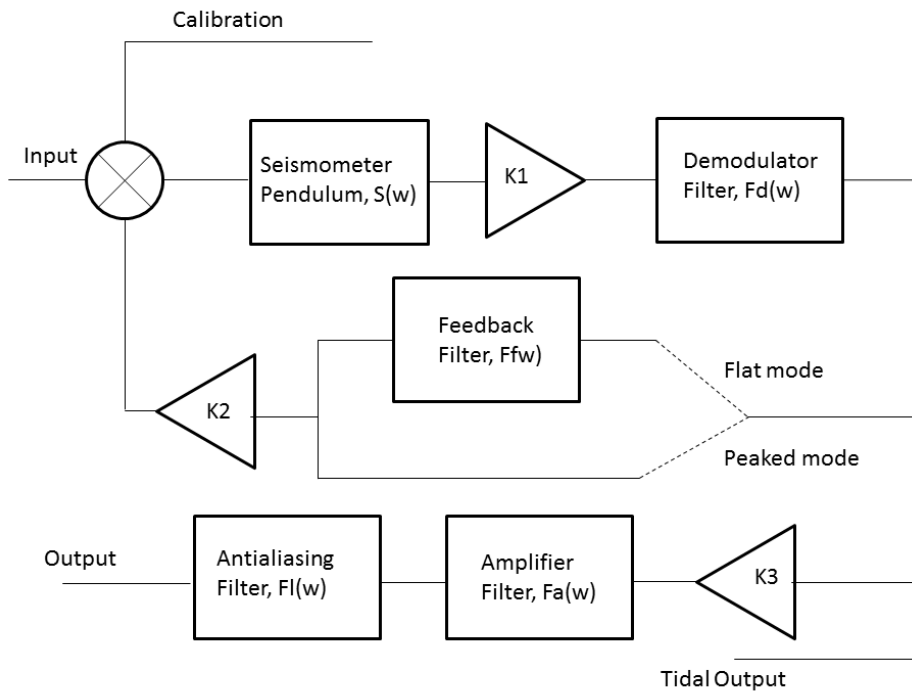 Calibration
Input
Seismometer
Pendulum, S(w)
K1
Demodulator
Filter, Fd(w)
Feedback
Filter, Ffw)
Flat mode
K2
Peaked mode
Output
Antialiasing
Filter, Fl(w)
Amplifier
Filter, Fa(w)
K3
Tidal Output